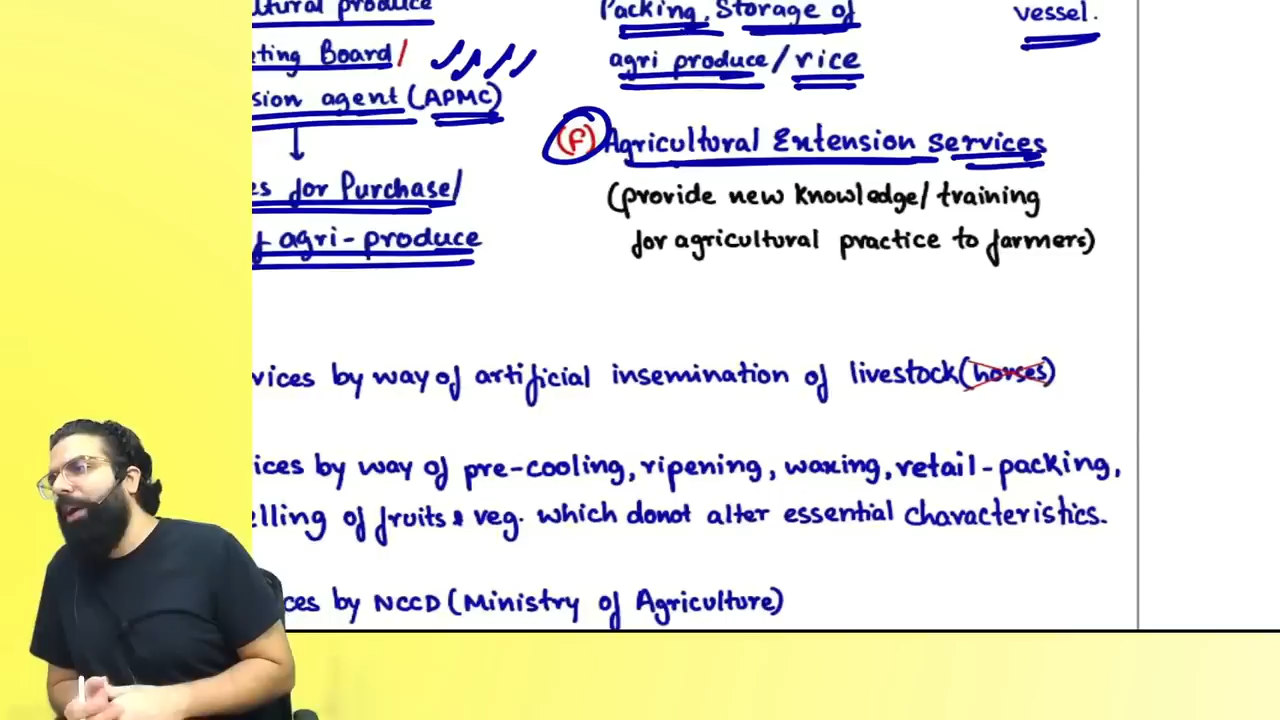 ultural produce
eting Board/
sion agent (APMC)
es for Purchase/
f agri-produce
Packing, Storage of
agri produce/rice
vessel.
(F) Agricultural Extension services
(provide new knowledge/training
for agricultural practice to farmers)
vices by way of artificial insemination of livestock(horses)
ices by way of pre-cooling, ripening, waxing, retail-packing,
elling of fruits & veg. which donot alter essential characteristics.
ces by NCCD (Ministry of Agriculture)